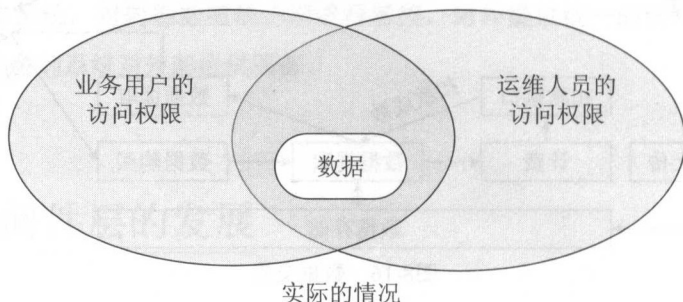 业务用户的
访问权限
运维人员的
访问权限
数据
实际的情况